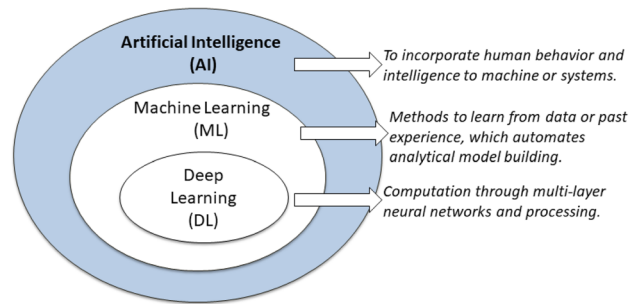 Artificial Intelligence
(AI)
To incorporate human behavior and
intelligence to machine or systems.
Machine Learning
(ML)
Methods to learn from data or past
experience, which automates
analytical model building.
Deep
Learning
(DL)
Computation through multi-layer
neural networks and processing.